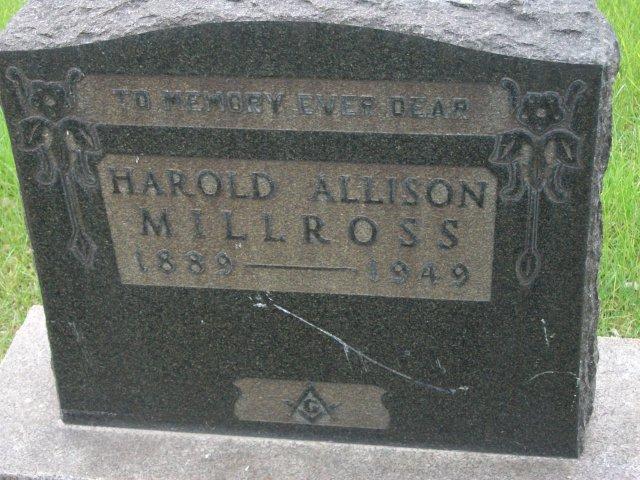 TO MEMORY EVER DEAR
HAROLD ALLISON
MILLROSS
1889 — 1949
G